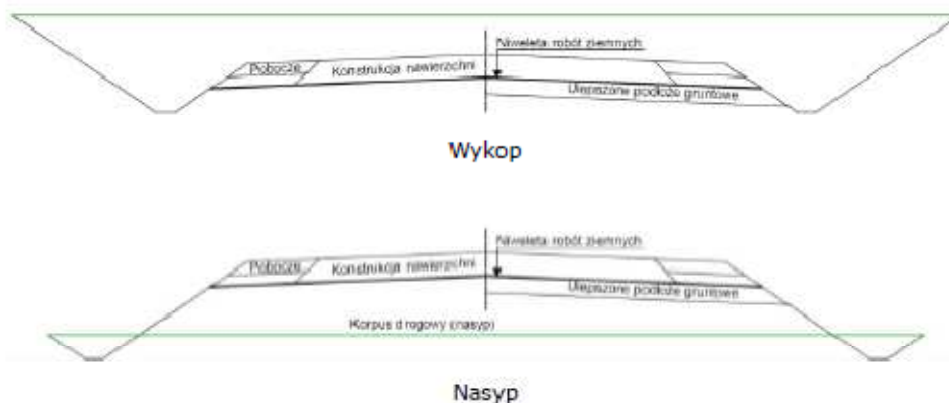 Niweleta robót ziemnych
Pobocze
Konstrukcja nawierzchni
Ulepszone podłoże gruntowe
Wykop
Niweleta robót ziemnych
Pobocze
Konstrukcja nawierzchni
Ulepszone podłoże gruntowe
Korpus drogowy (nasyp)
Nasyp